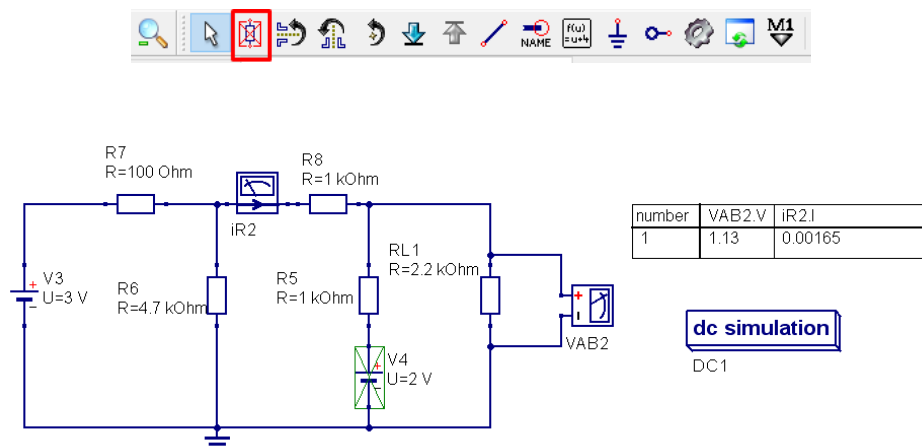 NAME
f(u)
=u+4
M1
R7
R=100 Ohm
R8
R=1 kOhm
iR2
number VAB2.V iR2.I
1 1.13 0.00165
RL1
R=2.2 kOhm
V3
U=3 V
R6
R=4.7 kOhm
R5
R=1 kOhm
VAB2
dc simulation
DC1
V4
U=2 V